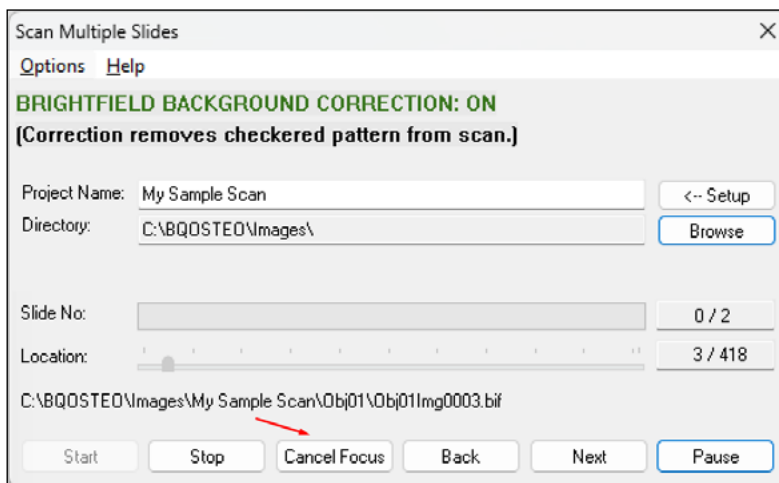 Scan Multiple Slides
Options Help
BRIGHTFIELD BACKGROUND CORRECTION: ON
(Correction removes checkered pattern from scan.)
Project Name: My Sample Scan <-- Setup
Directory: C:\BQOSTEO\Images\ Browse
Slide No: 0 / 2
Location: 3 / 418
C:\BQOSTEO\Images\My Sample Scan\Obj01\Obj01Img0003.bif
Start Stop Cancel Focus Back Next Pause